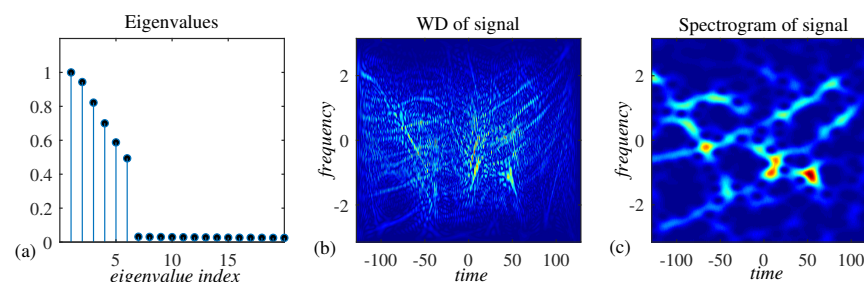 Eigenvalues
1
0.8
0.6
0.4
0.2
0
5 10 15
eigenvalue index
(a)
WD of signal
frequency
2
0
-2
-100 -50 0 50 100
time
(b)
Spectrogram of signal
frequency
2
0
-2
-100 -50 0 50 100
time
(c)